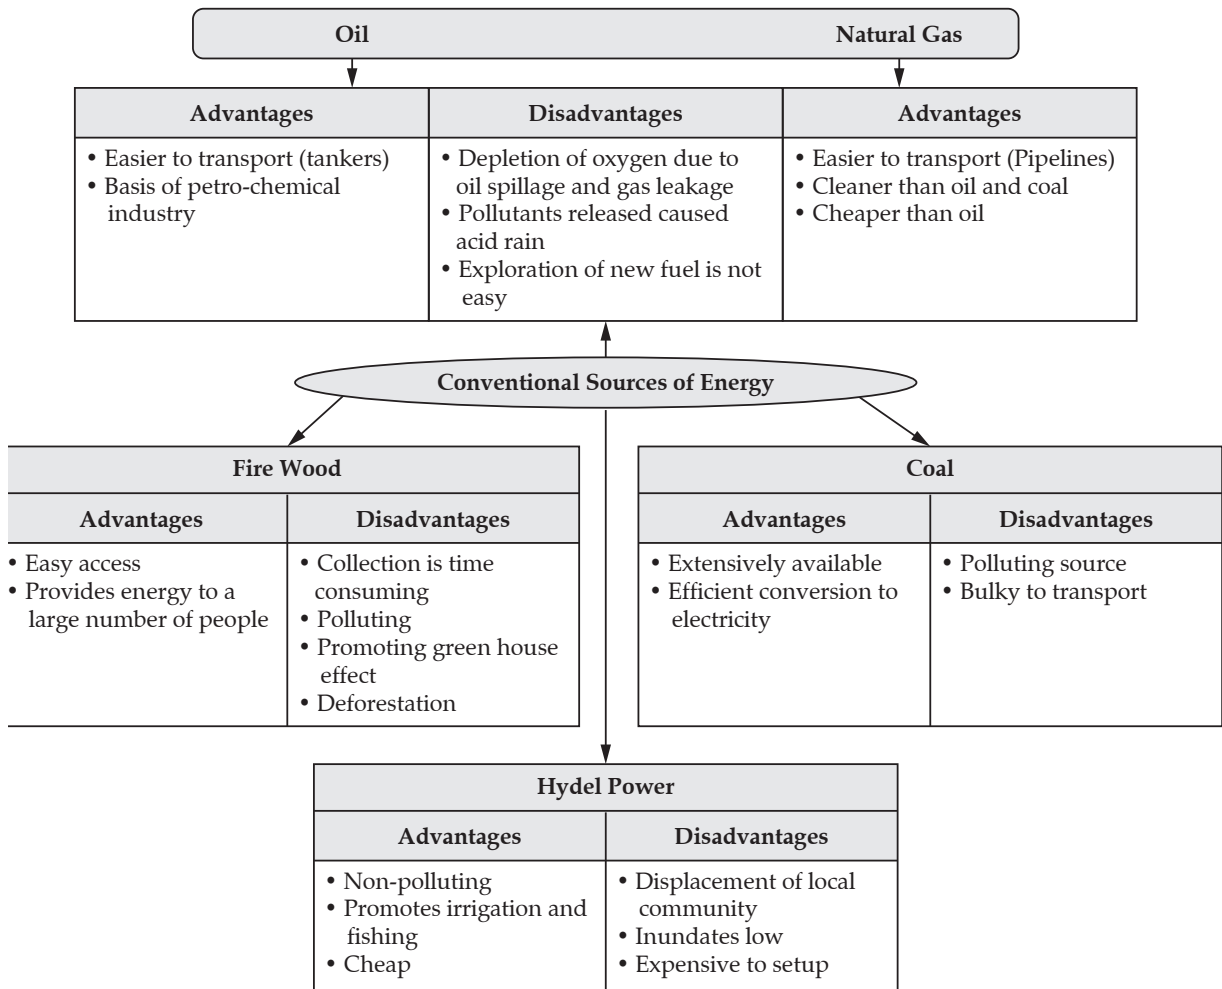 Oil
Natural Gas
Advantages
Disadvantages
Advantages
• Easier to transport (tankers)
• Basis of petro-chemical
industry
• Depletion of oxygen due to
oil spillage and gas leakage
• Pollutants released caused
acid rain
• Exploration of new fuel is not
easy
• Easier to transport (Pipelines)
• Cleaner than oil and coal
• Cheaper than oil
Conventional Sources of Energy
Fire Wood
Advantages
Disadvantages
• Easy access
• Provides energy to a
large number of people
• Collection is time
consuming
• Polluting
• Promoting green house
effect
• Deforestation
Coal
Advantages
Disadvantages
• Extensively available
• Efficient conversion to
electricity
• Polluting source
• Bulky to transport
Hydel Power
Advantages
Disadvantages
• Non-polluting
• Promotes irrigation and
fishing
• Cheap
• Displacement of local
community
• Inundates low
• Expensive to setup